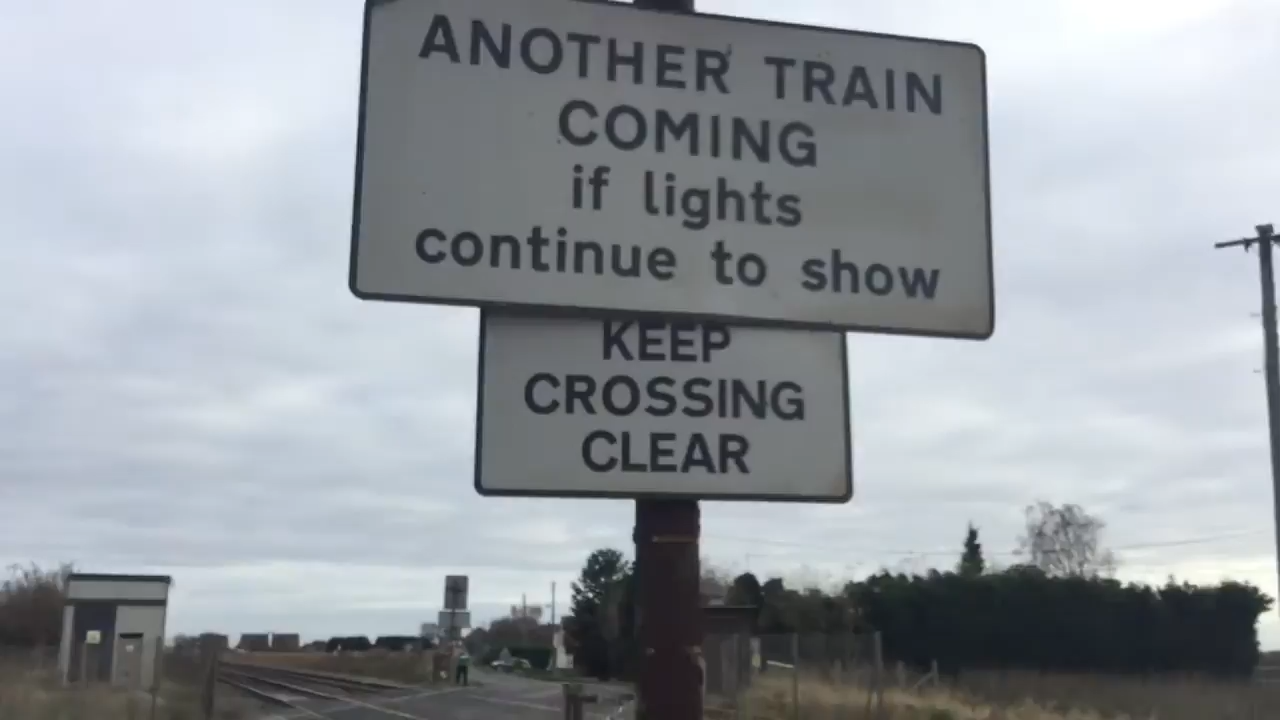 ANOTHER TRAIN
COMING
if lights
continue to show
KEEP
CROSSING
CLEAR